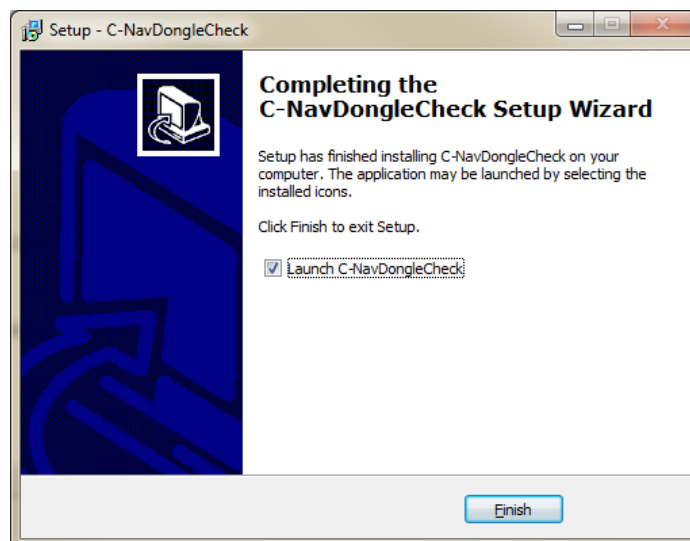 Setup - C-NavDongleCheck
Completing the
C-NavDongleCheck Setup Wizard
Setup has finished installing C-NavDongleCheck on your
computer. The application may be launched by selecting the
installed icons.
Click Finish to exit Setup.
Launch C-NavDongleCheck
Finish